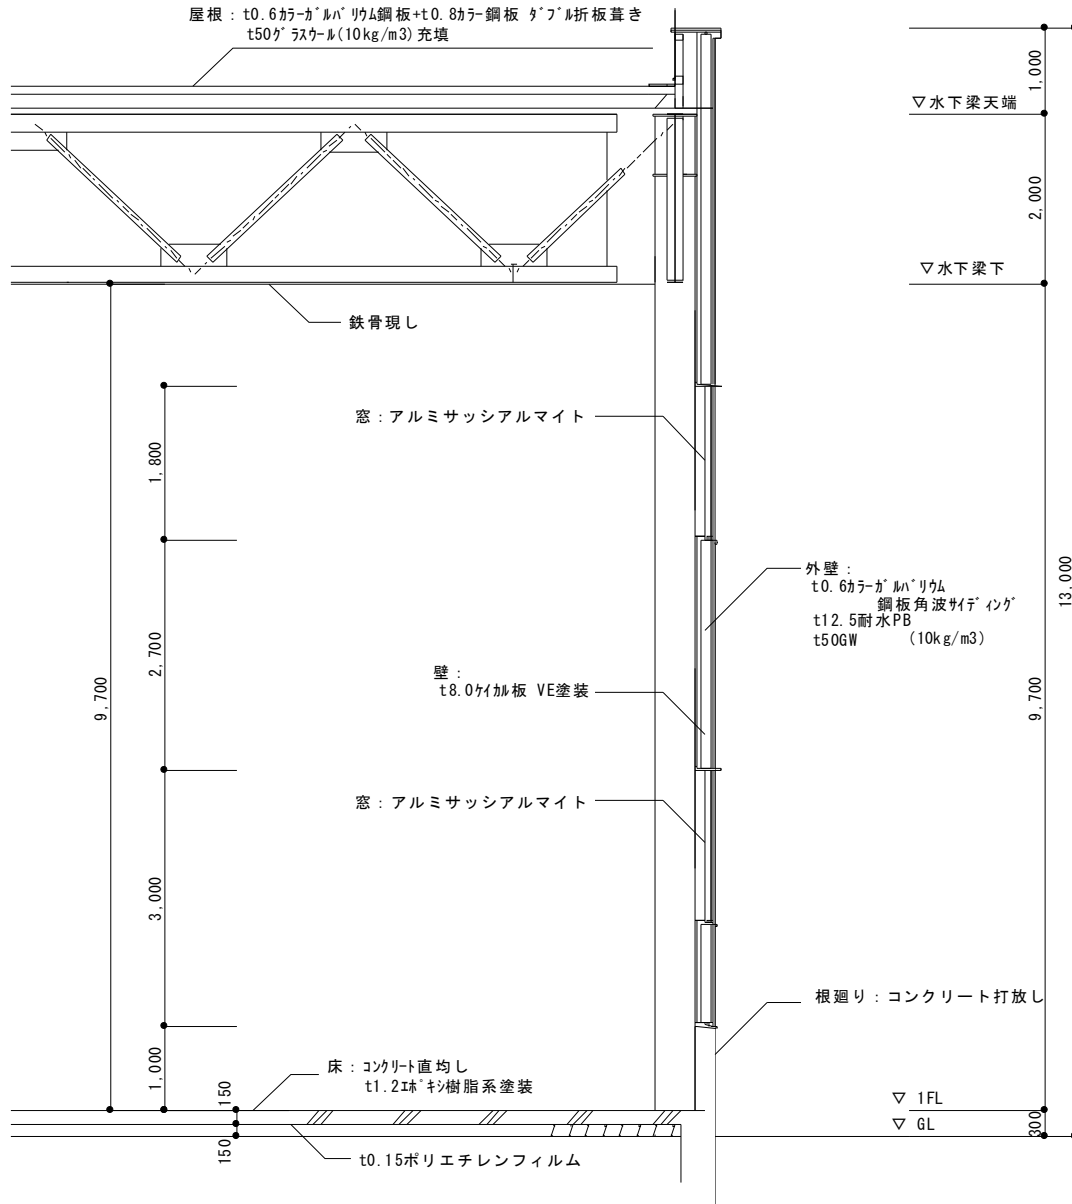 屋根：t0.6ｶﾗｰｶﾞﾙﾊﾞﾘｳﾑ鋼板+t0.8ｶﾗｰ鋼板 ﾀﾞﾌﾞﾙ折板葺き
t50ｸﾞﾗｽｳｰﾙ(10kg/m3)充填
1,000
▽水下梁天端
2,000
▽水下梁下
鉄骨現し
窓：アルミサッシアルマイト
1,800
外壁：
t0.6ｶﾗｰｶﾞﾙﾊﾞﾘｳﾑ
鋼板角波ｻｲﾃﾞｨﾝｸﾞ
t12.5耐水PB
t50GW (10kg/m3)
13,000
2,700
壁：
t8.0ｹｲｶﾙ板 VE塗装
9,700
9,700
窓：アルミサッシアルマイト
3,000
根廻り：コンクリート打放し
1,000
床：ｺﾝｸﾘｰﾄ直均し
t1.2ｴﾎﾟｷｼ樹脂系塗装
150
▽ 1FL
▽ GL
300
150
t0.15ポリエチレンフィルム